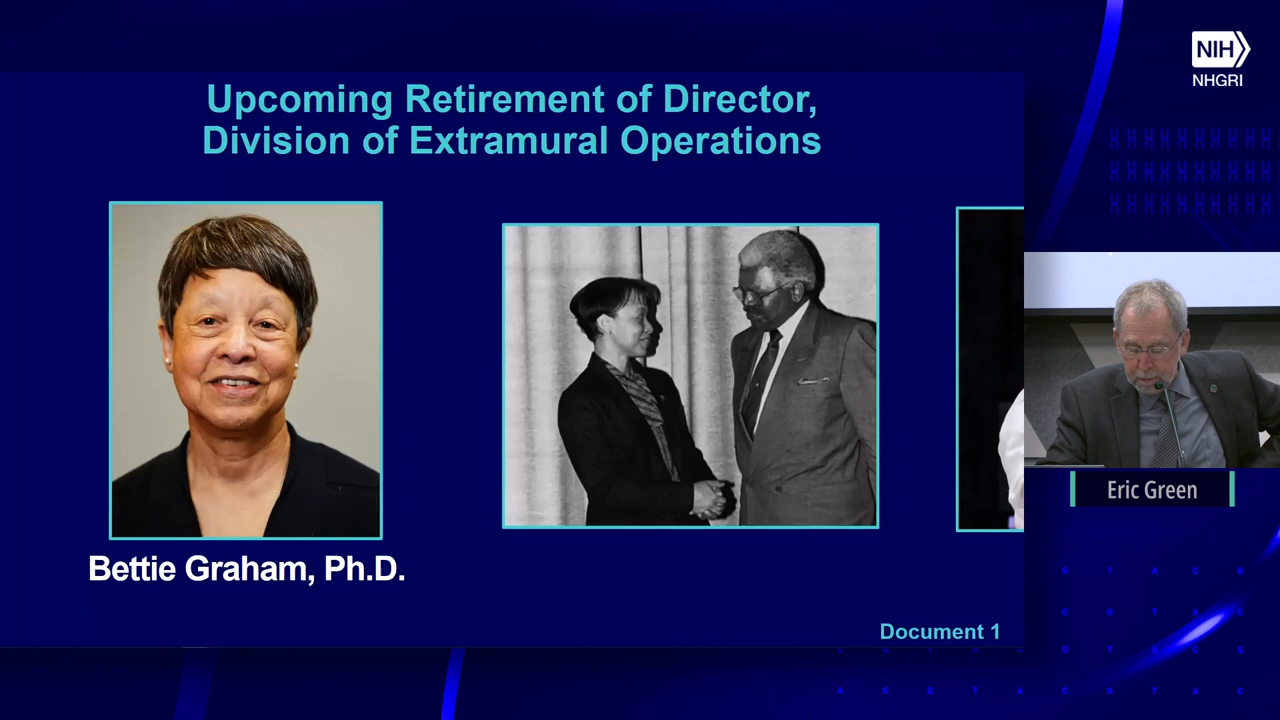 NIH
NHGRI
Upcoming Retirement of Director,
Division of Extramural Operations
Bettie Graham, Ph.D.
Eric Green
Document 1